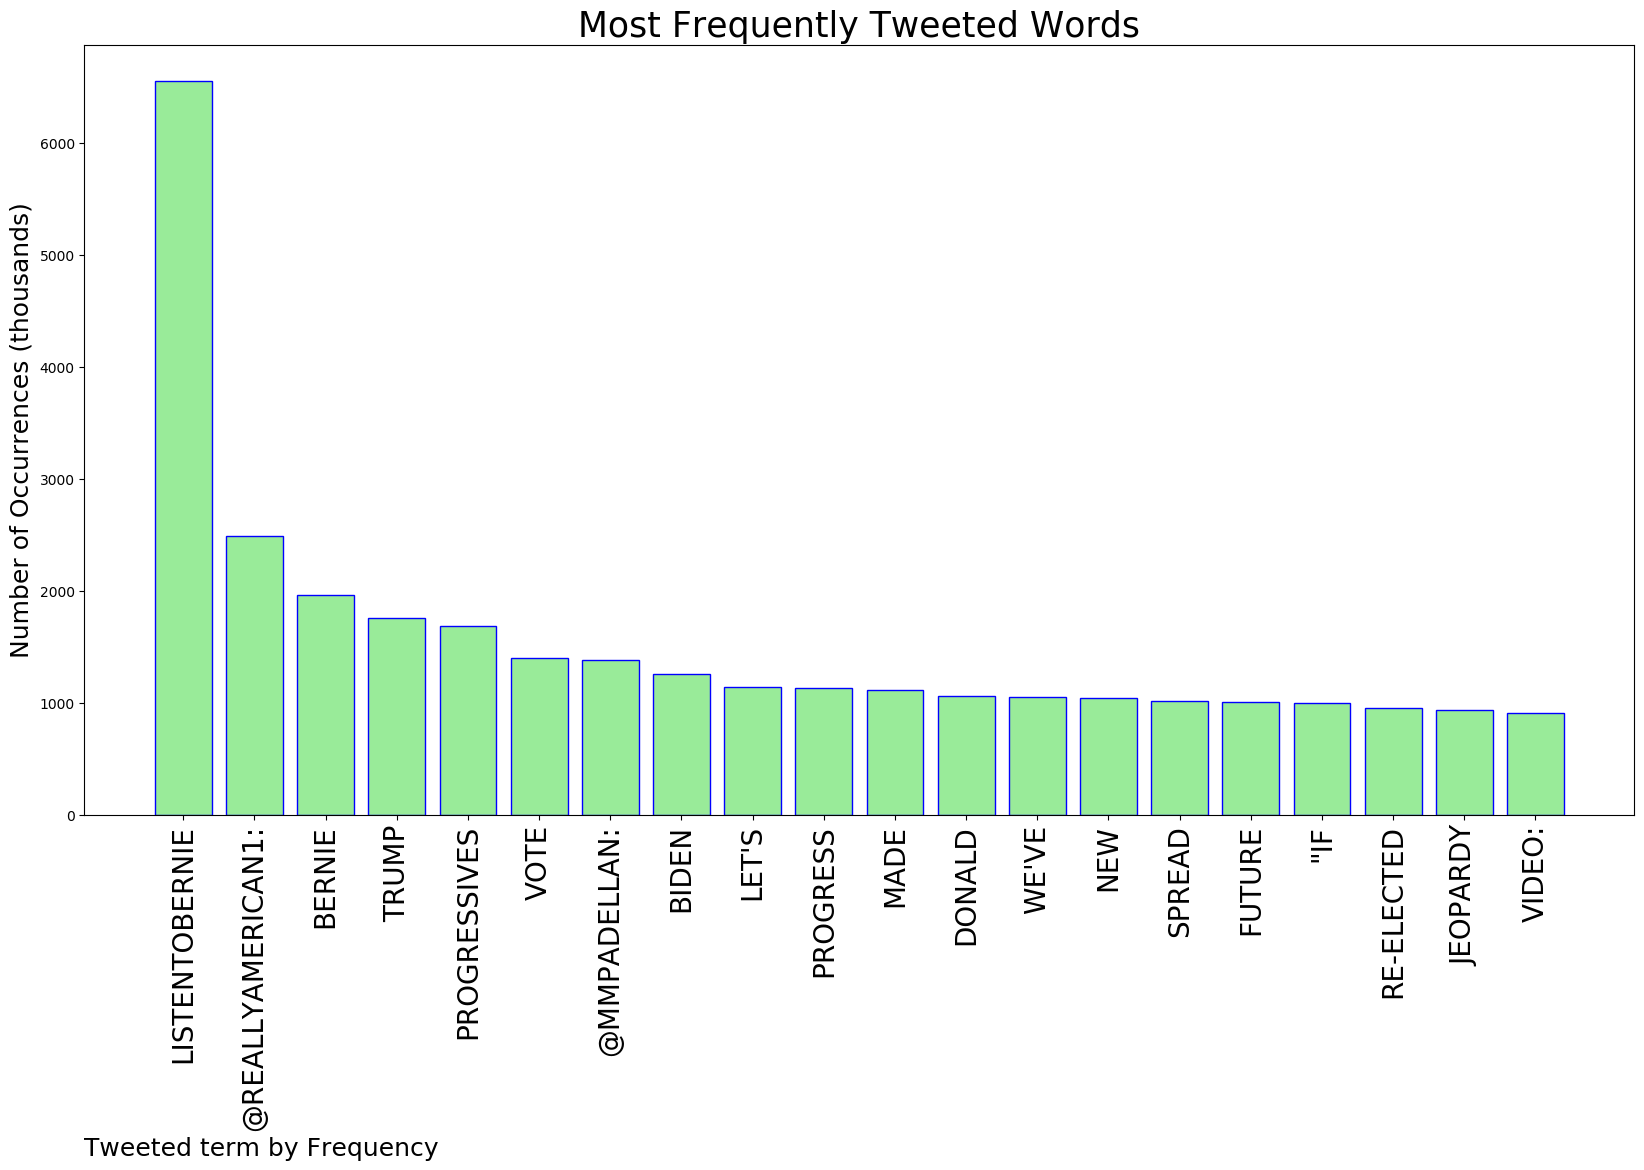 Most Frequently Tweeted Words
Number of Occurrences (thousands)
6000
5000
4000
3000
2000
1000
0
LISTENTOBERNIE
@REALLYAMERICAN1:
BERNIE
TRUMP
PROGRESSIVES
VOTE
@MMPADELLAN:
BIDEN
LET'S
PROGRESS
MADE
DONALD
WE'VE
NEW
SPREAD
FUTURE
"IF
RE-ELECTED
JEOPARDY
VIDEO:
Tweeted term by Frequency